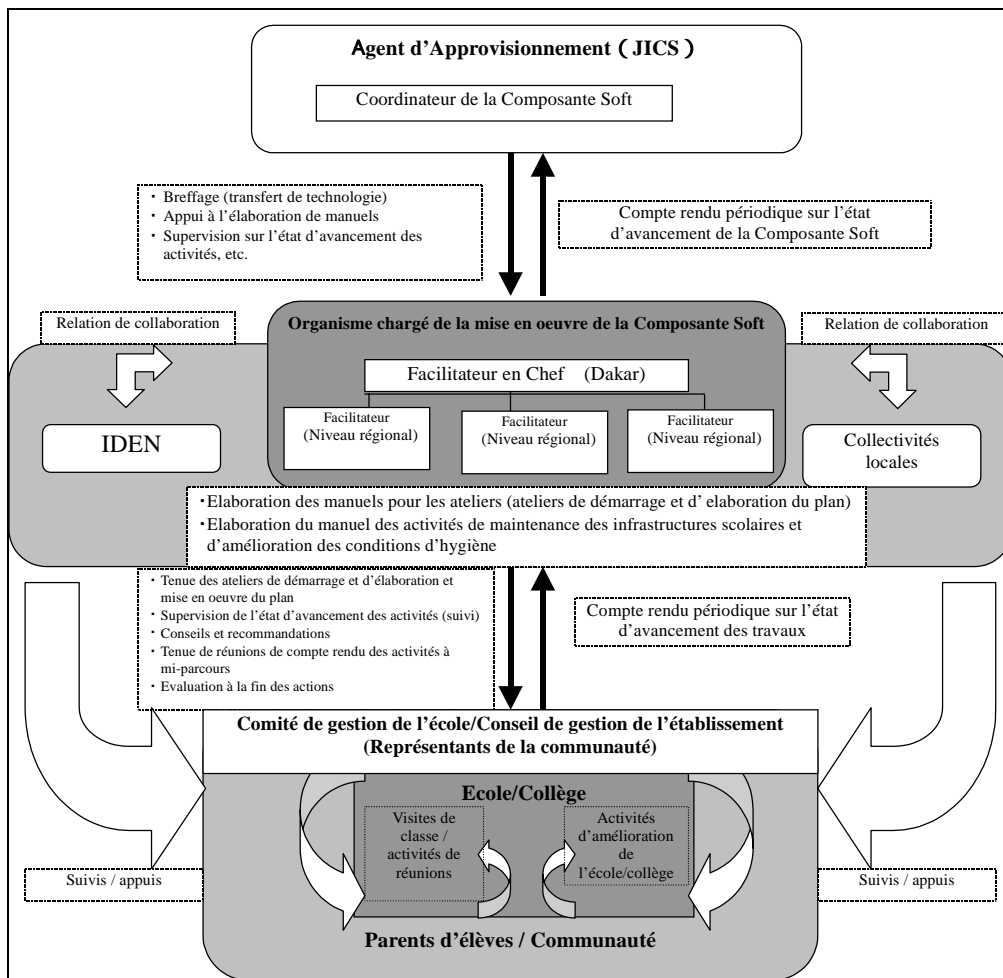 Agent d’Approvisionnement ( JICS )
Coordinateur de la Composante Soft
・ Breffage (transfert de technologie)
・ Appui à l’élaboration de manuels
・ Supervision sur l’état d’avancement des
activités, etc.
Compte rendu périodique sur l’état
d’avancement de la Composante Soft
Relation de collaboration
Organisme chargé de la mise en oeuvre de la Composante Soft
Relation de collaboration
Facilitateur en Chef (Dakar)
Facilitateur
(Niveau régional)
Facilitateur
(Niveau régional)
Facilitateur
(Niveau régional)
IDEN
Collectivités
locales
・Elaboration des manuels pour les ateliers (ateliers de démarrage et d’ elaboration du plan)
・Elaboration du manuel des activités de maintenance des infrastructures scolaires et
d’amélioration des conditions d’hygiène
・ Tenue des ateliers de démarrage et d’élaboration et
mise en oeuvre du plan
・ Supervision de l’état d’avancement des activités (suivi)
・ Conseils et recommandations
・ Tenue de réunions de compte rendu des activités à
mi-parcours
・ Evaluation à la fin des actions
Compte rendu périodique sur l’état
d’avancement des travaux
Comité de gestion de l’école/Conseil de gestion de l’établissement
(Représentants de la communauté)
Ecole/Collège
Visites de
classe /
activités de
réunions
Activités
d’amélioration
de
l’école/collège
Suivis / appuis
Suivis / appuis
Parents d’élèves / Communauté